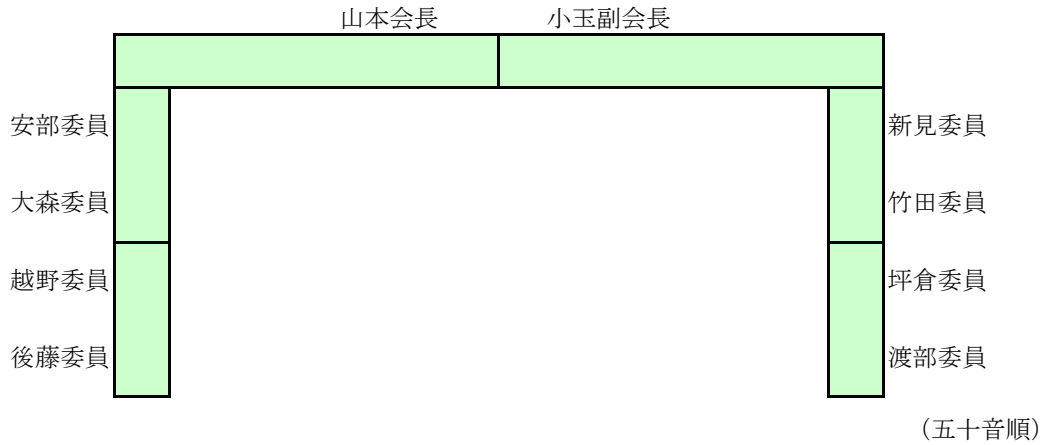 山本会長　小玉副会長
安部委員　新見委員
大森委員　竹田委員
越野委員　坪倉委員
後藤委員　渡部委員
（五十音順）